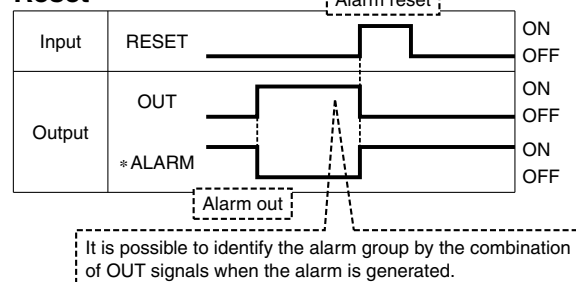 Reset
Alarm reset
Input RESET ON
OFF
Output OUT ON
OFF
*ALARM ON
OFF
Alarm out
It is possible to identify the alarm group by the combination
of OUT signals when the alarm is generated.